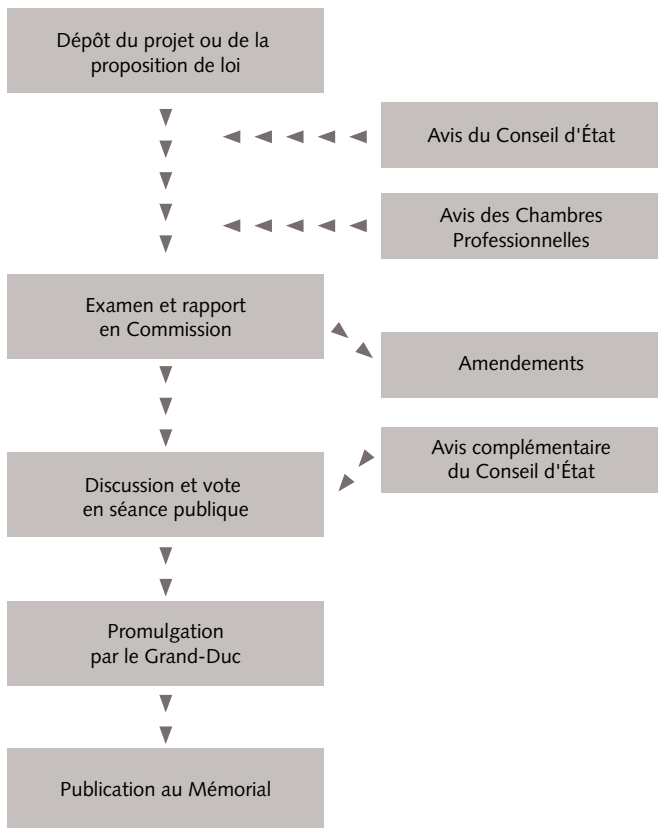 Dépôt du projet ou de la
proposition de loi
Avis du Conseil d'État
Avis des Chambres
Professionnelles
Examen et rapport
en Commission
Amendements
Avis complémentaire
du Conseil d'État
Discussion et vote
en séance publique
Promulgation
par le Grand-Duc
Publication au Mémorial